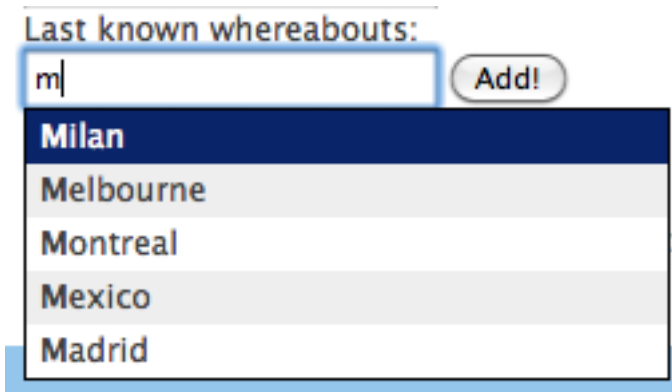 Last known whereabouts:
m Add!
Milan
Melbourne
Montreal
Mexico
Madrid